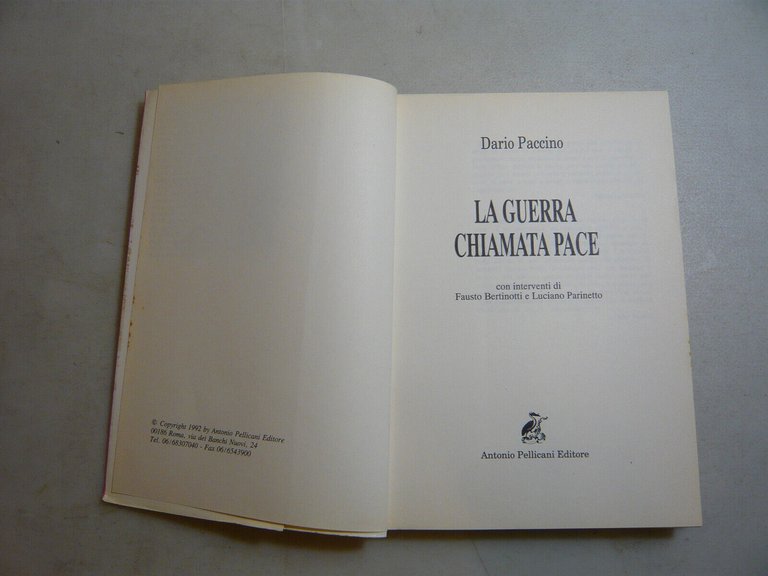 © Copyright 1992 by Antonio Pellicani Editore
00186 Roma, via dei Banchi Nuovi, 24
Tel. 06/68307040 - Fax 06/6543900
Dario Paccino
LA GUERRA
CHIAMATA PACE
con interventi di
Fausto Bertinotti e Luciano Parinetto
Antonio Pellicani Editore